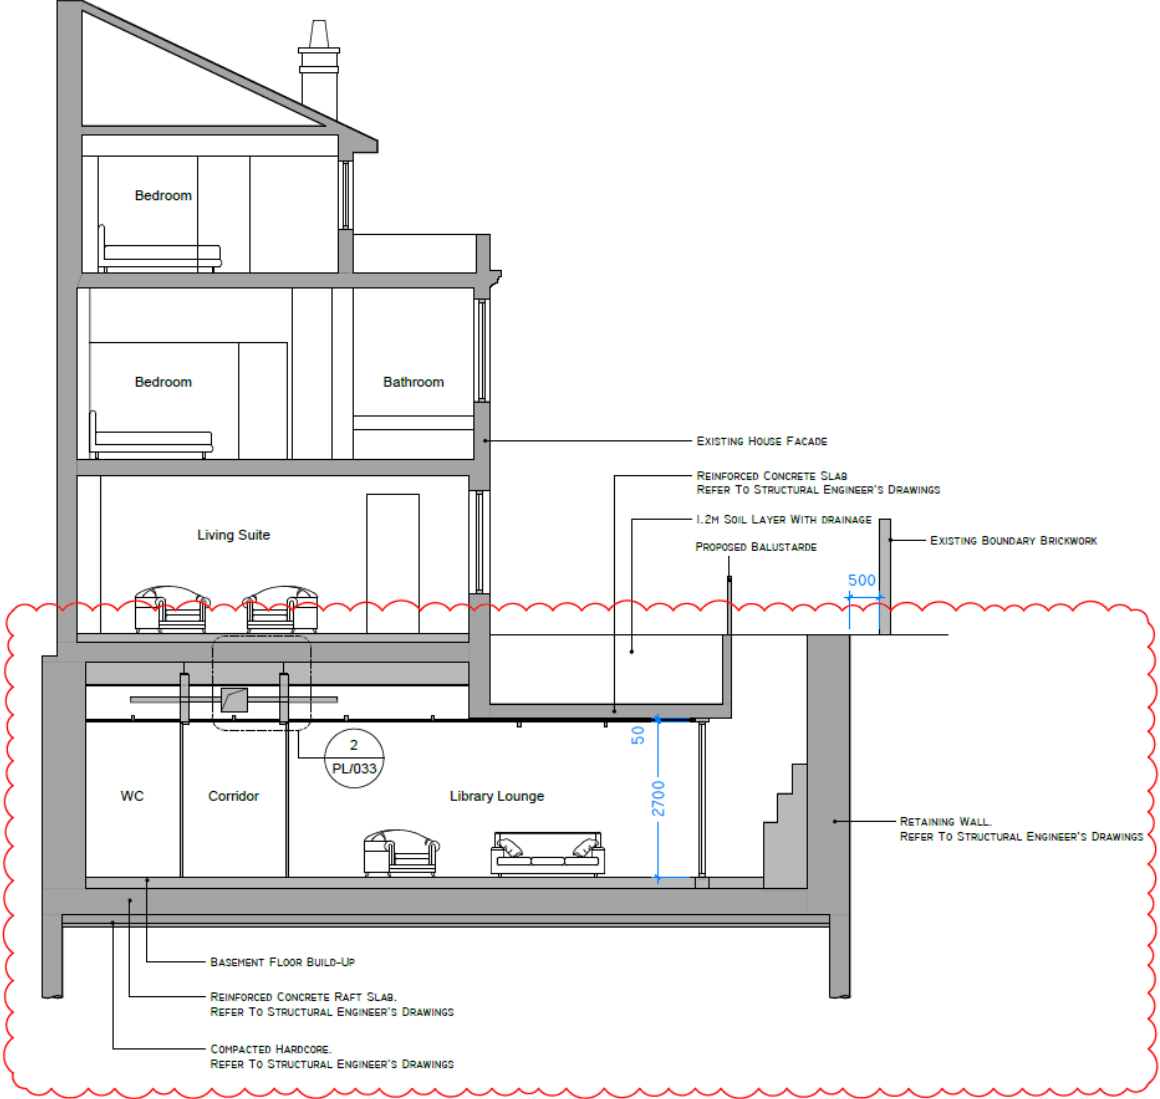 Bedroom
Bedroom
Bathroom
EXISTING HOUSE FACADE
REINFORCED CONCRETE SLAB
REFER TO STRUCTURAL ENGINEER'S DRAWINGS
1.2M SOIL LAYER WITH DRAINAGE
Living Suite
PROPOSED BALUSTARDE
EXISTING BOUNDARY BRICKWORK
500
50
2
PL/033
WC
Corridor
Library Lounge
2700
RETAINING WALL.
REFER TO STRUCTURAL ENGINEER'S DRAWINGS
BASEMENT FLOOR BUILD-UP
REINFORCED CONCRETE RAFT SLAB.
REFER TO STRUCTURAL ENGINEER'S DRAWINGS
COMPACTED HARDCORE.
REFER TO STRUCTURAL ENGINEER'S DRAWINGS